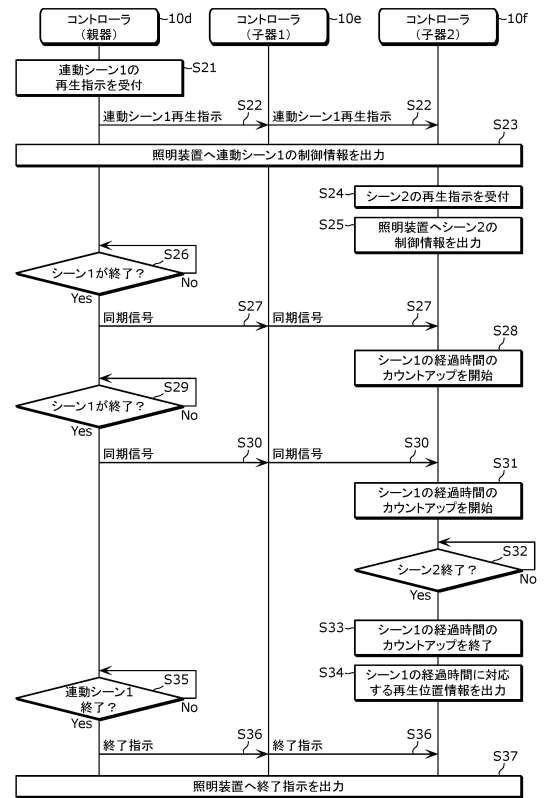 コントローラ
(親器)
10d
コントローラ
(子器1)
10e
コントローラ
(子器2)
10f
連動シーン1の
再生指示を受付
S21
連動シーン1再生指示
S22
連動シーン1再生指示
S22
S23
照明装置へ連動シーン1の制御情報を出力
S24
シーン2の再生指示を受付
S25
照明装置へシーン2の
制御情報を出力
S26
シーン1が終了?
No
Yes
同期信号
S27
同期信号
S27
S28
シーン1の経過時間の
カウントアップを開始
S29
シーン1が終了?
No
Yes
同期信号
S30
同期信号
S30
S31
シーン1の経過時間の
カウントアップを開始
S32
シーン2終了?
No
Yes
S33
シーン1の経過時間の
カウントアップを終了
S34
シーン1の経過時間に対応
する再生位置情報を出力
S35
連動シーン1
終了?
No
Yes
終了指示
S36
終了指示
S36
S37
照明装置へ終了指示を出力